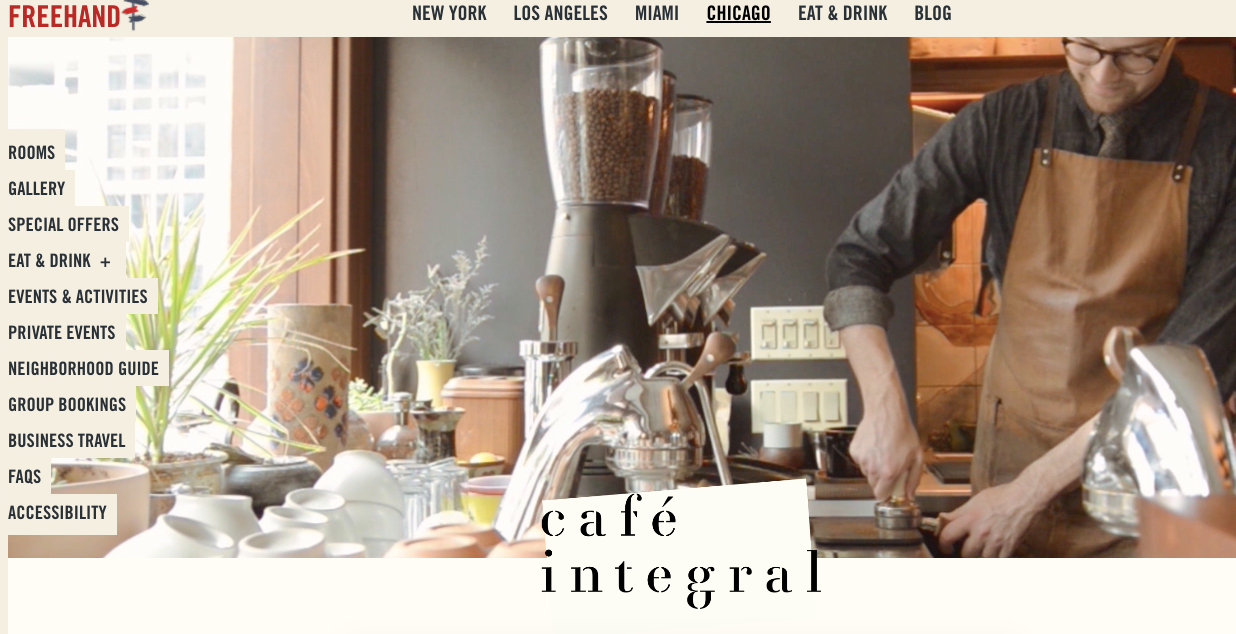 FREEHAND
NEW YORK LOS ANGELES MIAMI CHICAGO EAT & DRINK BLOG
ROOMS
GALLERY
SPECIAL OFFERS
EAT & DRINK +
EVENTS & ACTIVITIES
PRIVATE EVENTS
NEIGHBORHOOD GUIDE
GROUP BOOKINGS
BUSINESS TRAVEL
FAQS
ACCESSIBILITY
café
integral